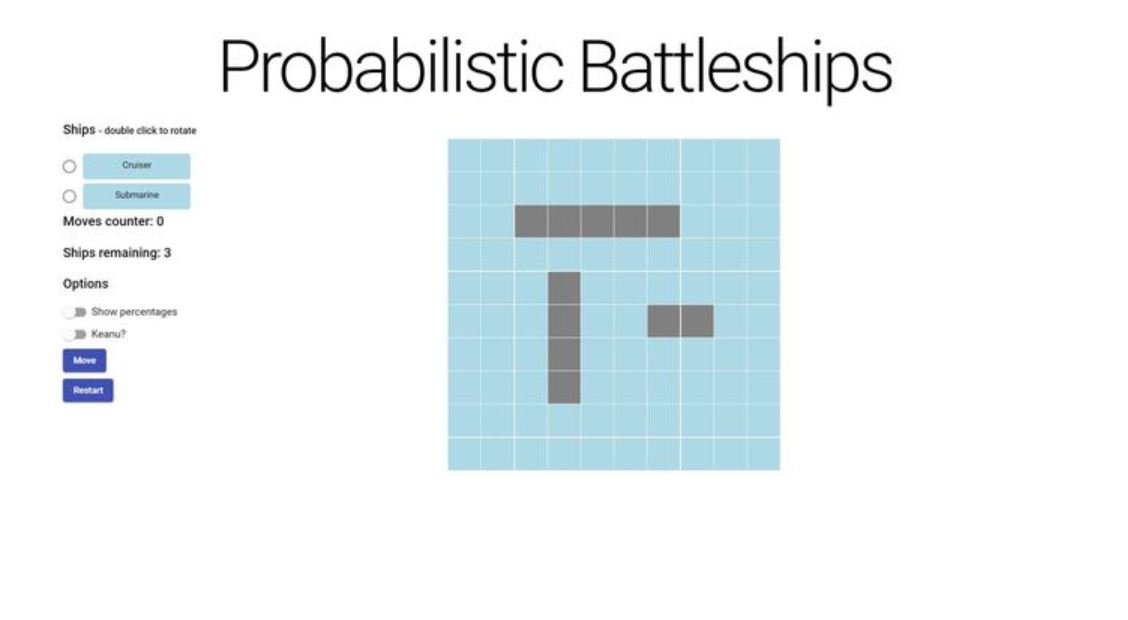 Probabilistic Battleships
Ships - double click to rotate
Cruiser
Submarine
Moves counter: 0
Ships remaining: 3
Options
Show percentages
Keanu?
Move
Restart